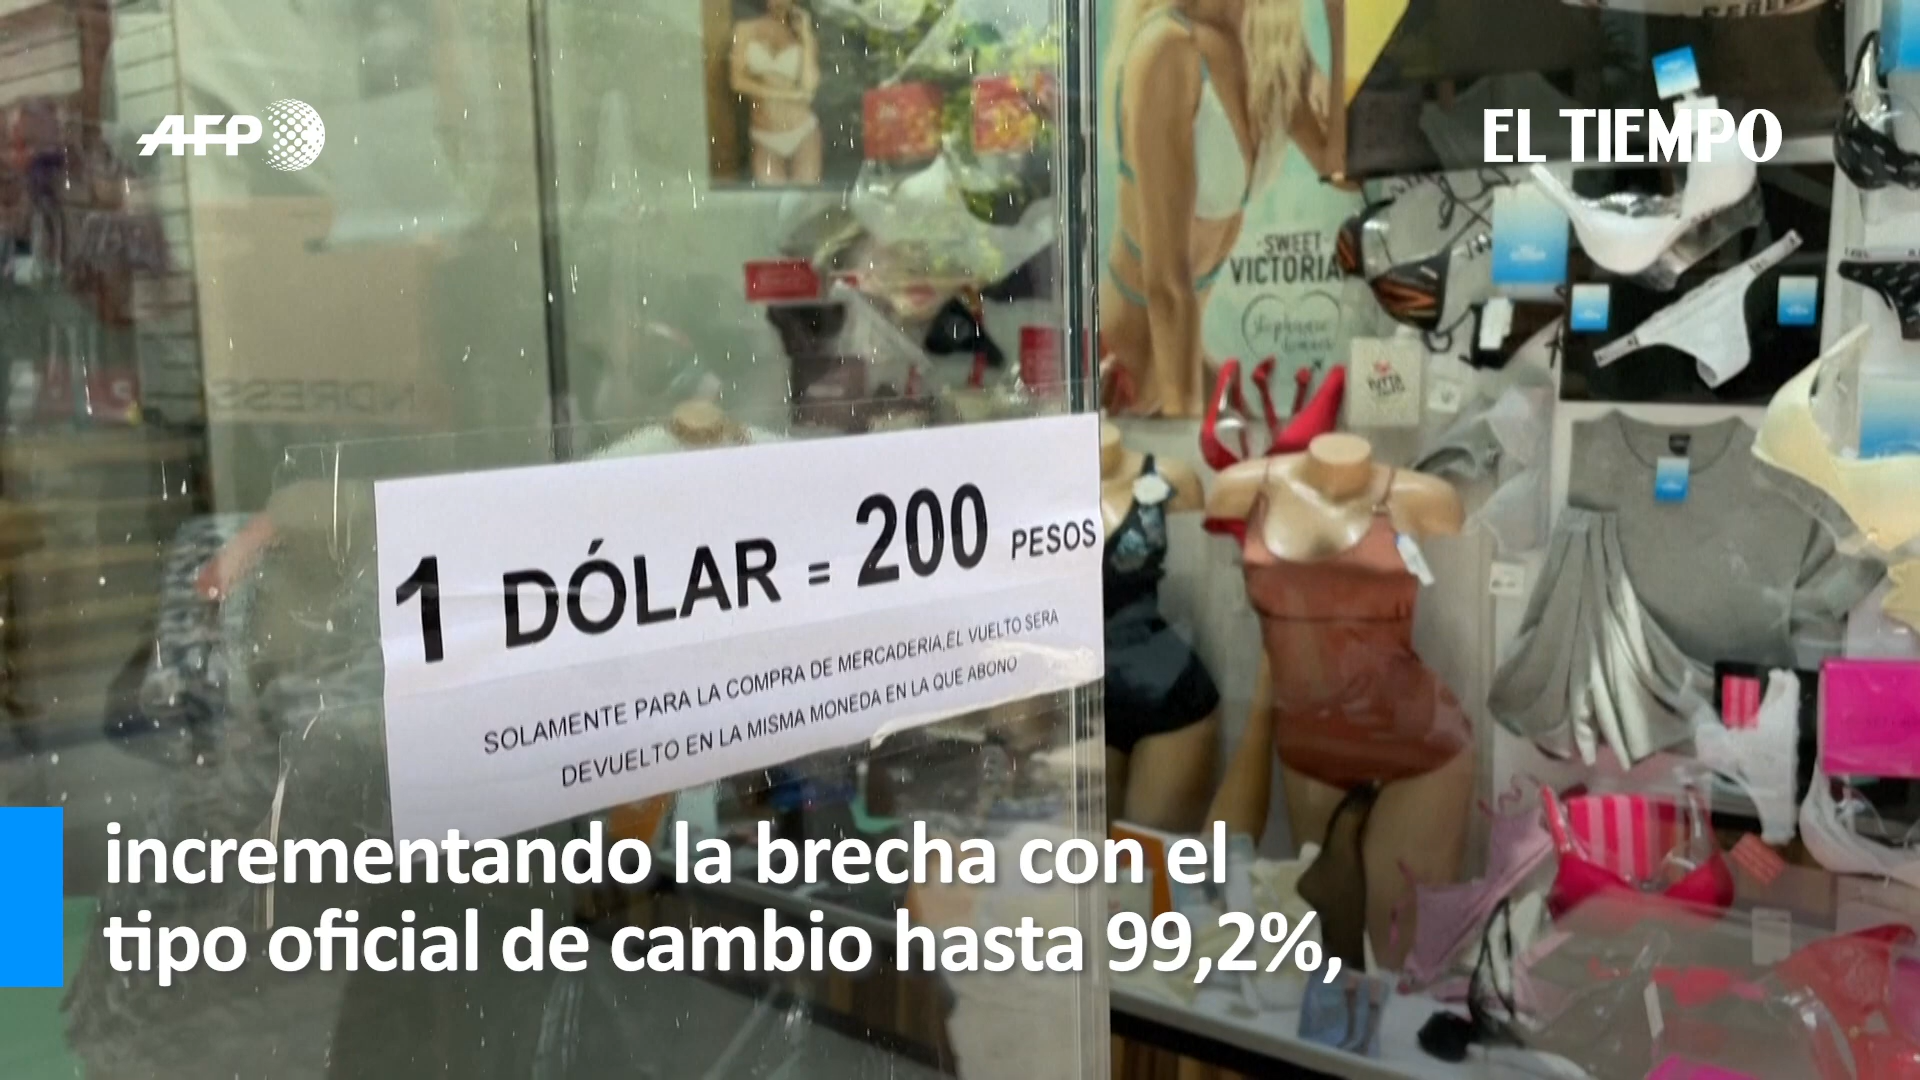 AFP
EL TIEMPO
SWEET
VICTORIA
NDRESS
1 DÓLAR = 200 PESOS
SOLAMENTE PARA LA COMPRA DE MERCADERIA,EL VUELTO SERA
DEVUELTO EN LA MISMA MONEDA EN LA QUE ABONO
incrementando la brecha con el
tipo oficial de cambio hasta 99,2%,